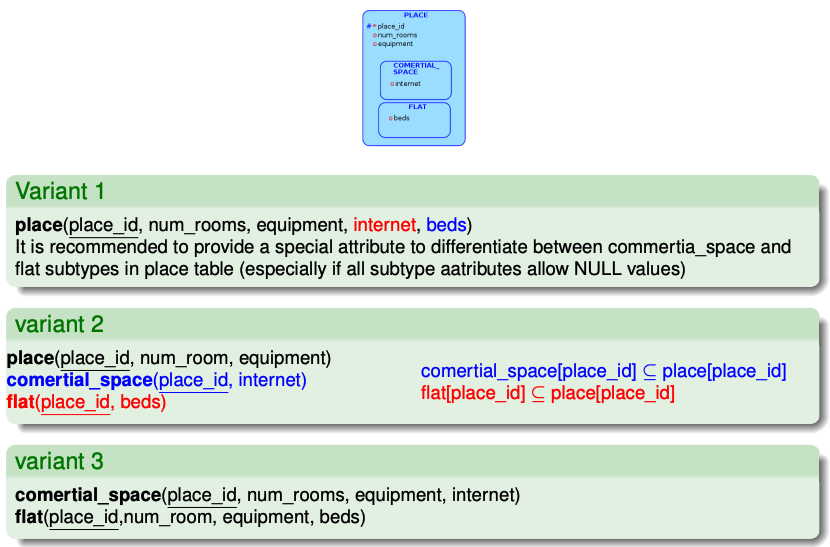 PLACE
# * place_id
o num_rooms
o equipment
COMERTIAL_
SPACE
o internet
FLAT
o beds
Variant 1
place(place_id, num_rooms, equipment, internet, beds)
It is recommended to provide a special attribute to differentiate between commertia_space and
flat subtypes in place table (especially if all subtype aatributes allow NULL values)
variant 2
place(place_id, num_room, equipment)
comertial_space(place_id, internet)
flat(place_id, beds)
comertial_space[place_id] ⊆ place[place_id]
flat[place_id] ⊆ place[place_id]
variant 3
comertial_space(place_id, num_rooms, equipment, internet)
flat(place_id,num_room, equipment, beds)